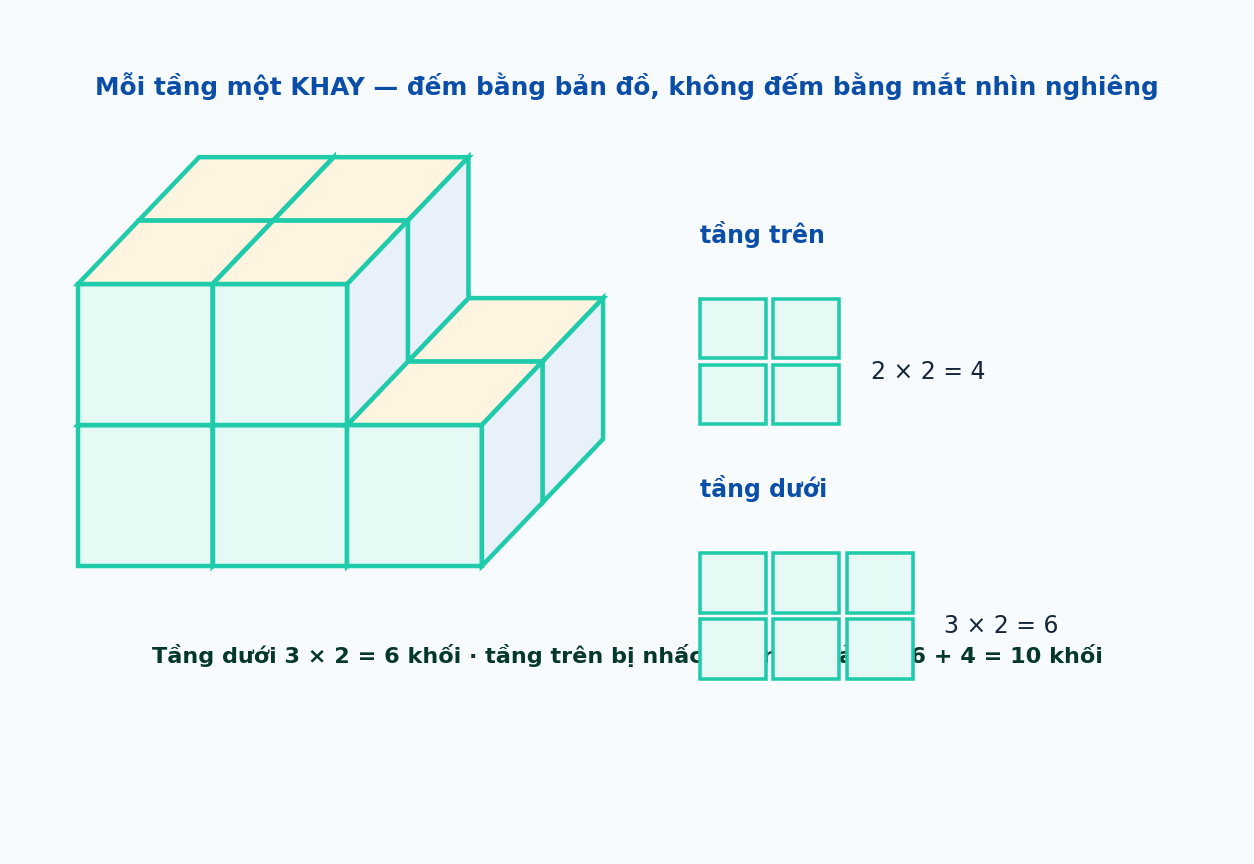 Mỗi tầng một KHAY — đếm bằng bản đồ, không đếm bằng mắt nhìn nghiêng
tầng trên
2 × 2 = 4
tầng dưới
3 × 2 = 6
Tầng dưới 3 × 2 = 6 khối · tầng trên bị 6 + 4 = 10 khối